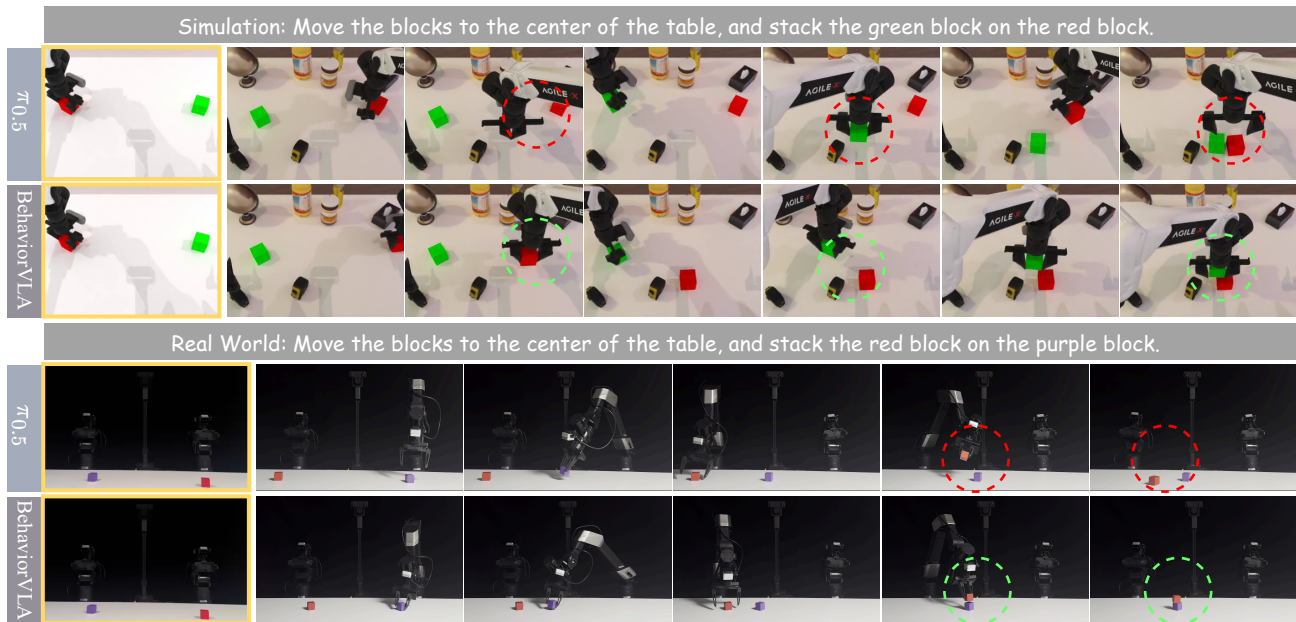 Simulation: Move the blocks to the center of the table, and stack the green block on the red block.
π0.5
AGILE X
AGILE X
AGILE X
AGILE X
BehaviorVLA
AGILE
AGILE X
AGILE X
AGILE X
Real World: Move the blocks to the center of the table, and stack the red block on the purple block.
π0.5
BehaviorVLA